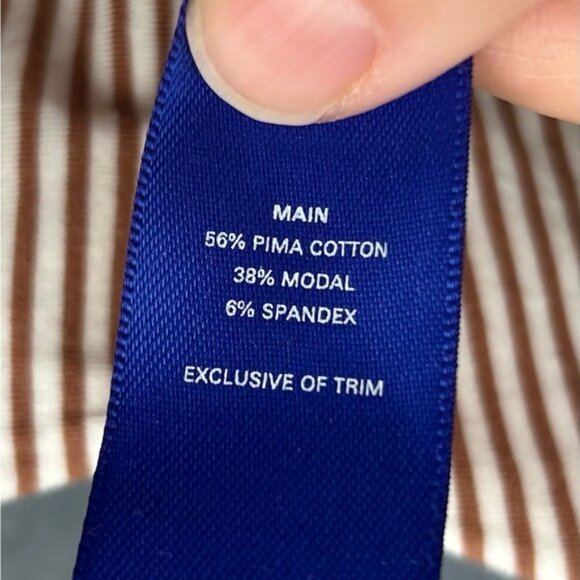 MAIN
56% PIMA COTTON
38% MODAL
6% SPANDEX
EXCLUSIVE OF TRIM